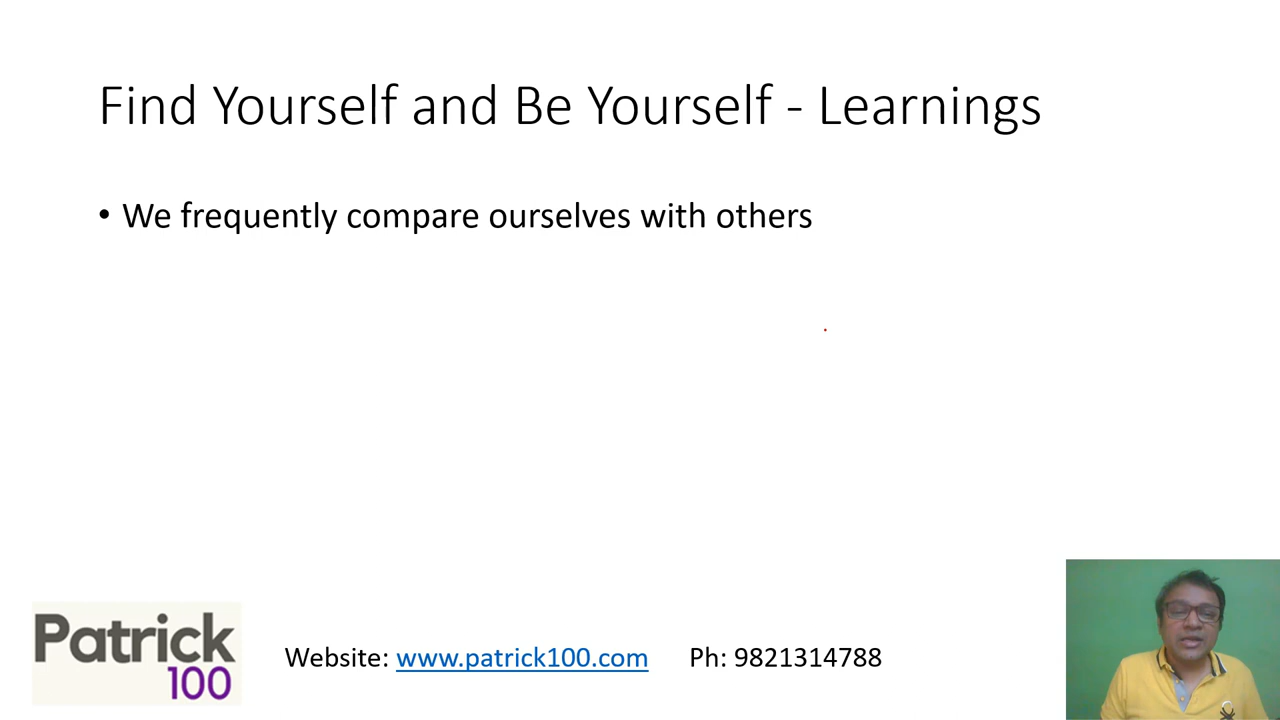 Find Yourself and Be Yourself - Learnings
• We frequently compare ourselves with others
Patrick
100
Website: www.patrick100.com Ph: 9821314788